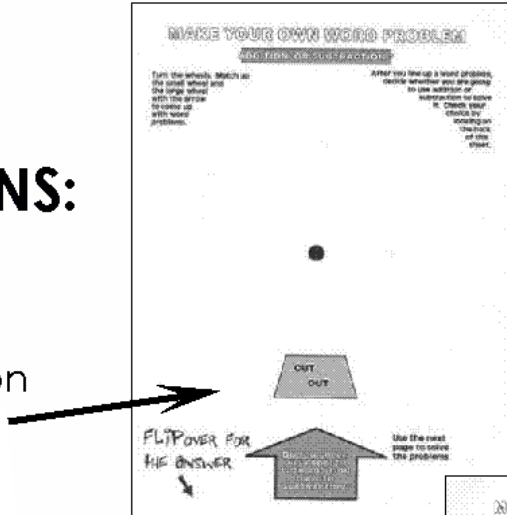 MAKE YOUR OWN WORD PROBLEM
ADDITION OR SUBTRACTION
Turn the wheels. Match up
the small wheel and
the large wheel
with the arrow
to come up
with word
problems.
After you line up a word problem,
decide whether you are going
to use addition or
subtraction to solve
it. Check your
choice by
looking on
the back
of this
sheet.
NS:
on
CUT
OUT
FLIP OVER FOR
THE ANSWER
Use the next
page to solve
the problems